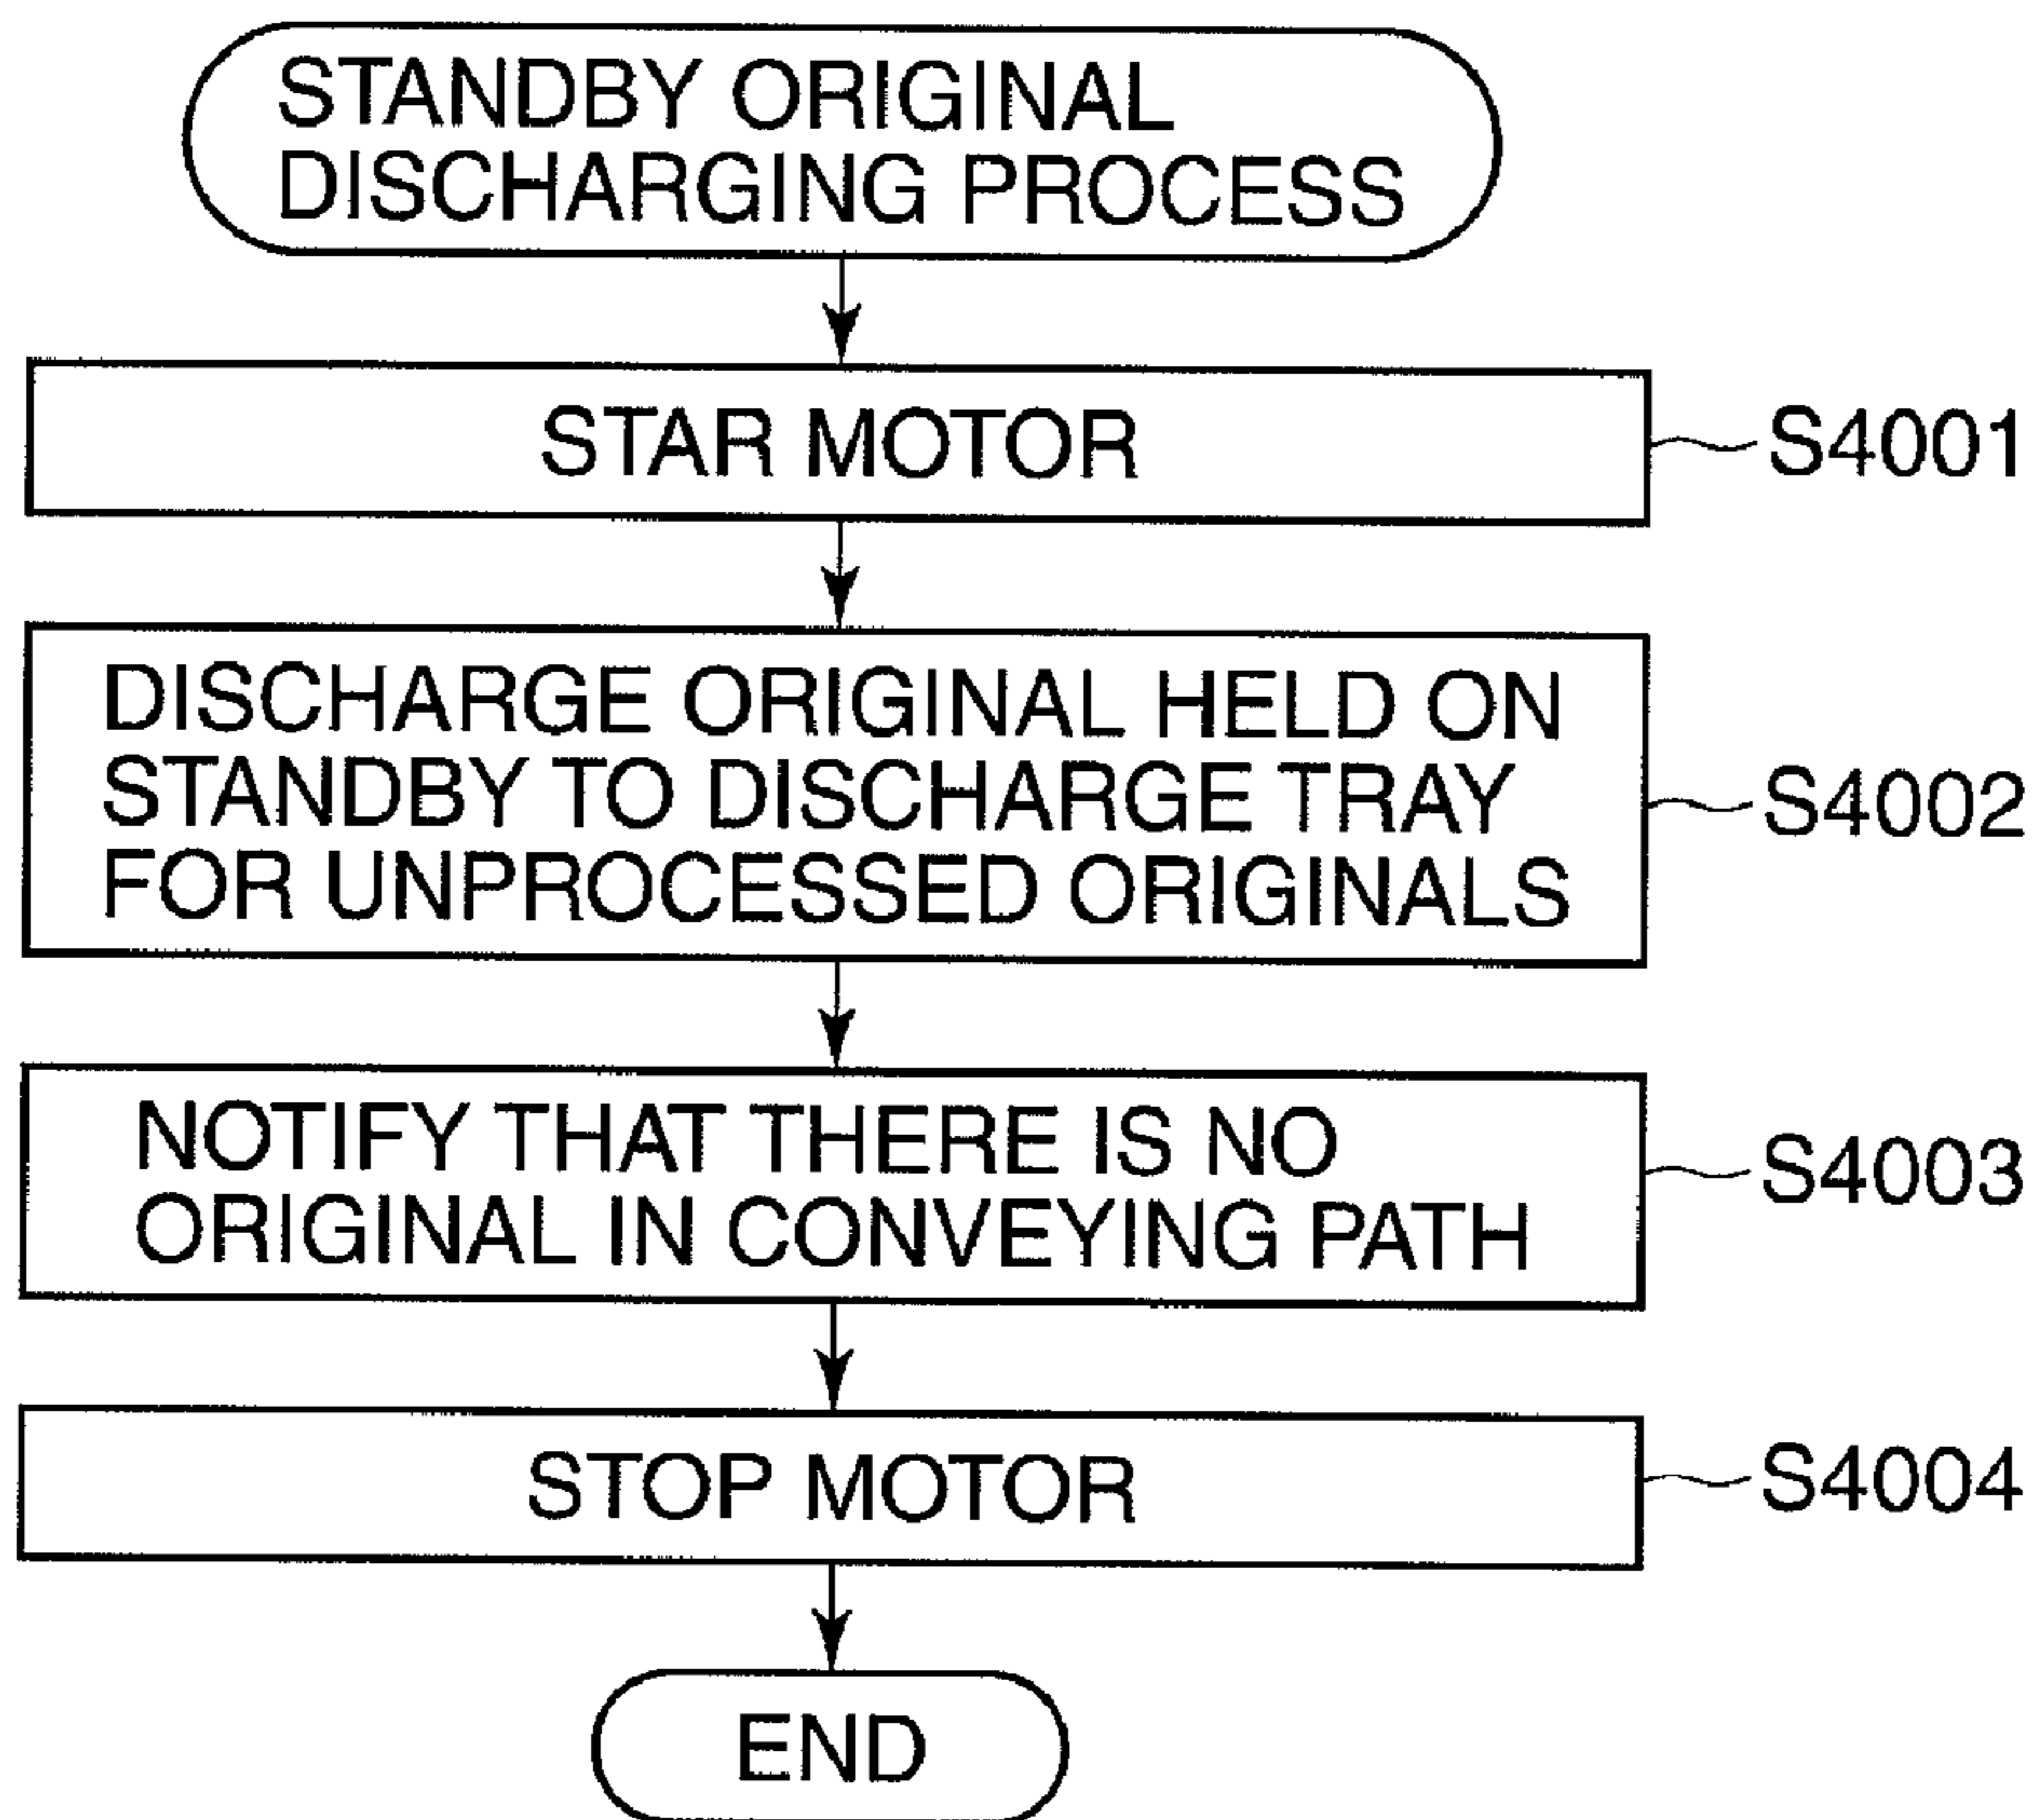 STANDBY ORIGINAL
DISCHARGING PROCESS
STAR MOTOR
S4001
DISCHARGE ORIGINAL HELD ON
STANDBY TO DISCHARGE TRAY
FOR UNPROCESSED ORIGINALS
S4002
NOTIFY THAT THERE IS NO
ORIGINAL IN CONVEYING PATH
S4003
STOP MOTOR
S4004
END